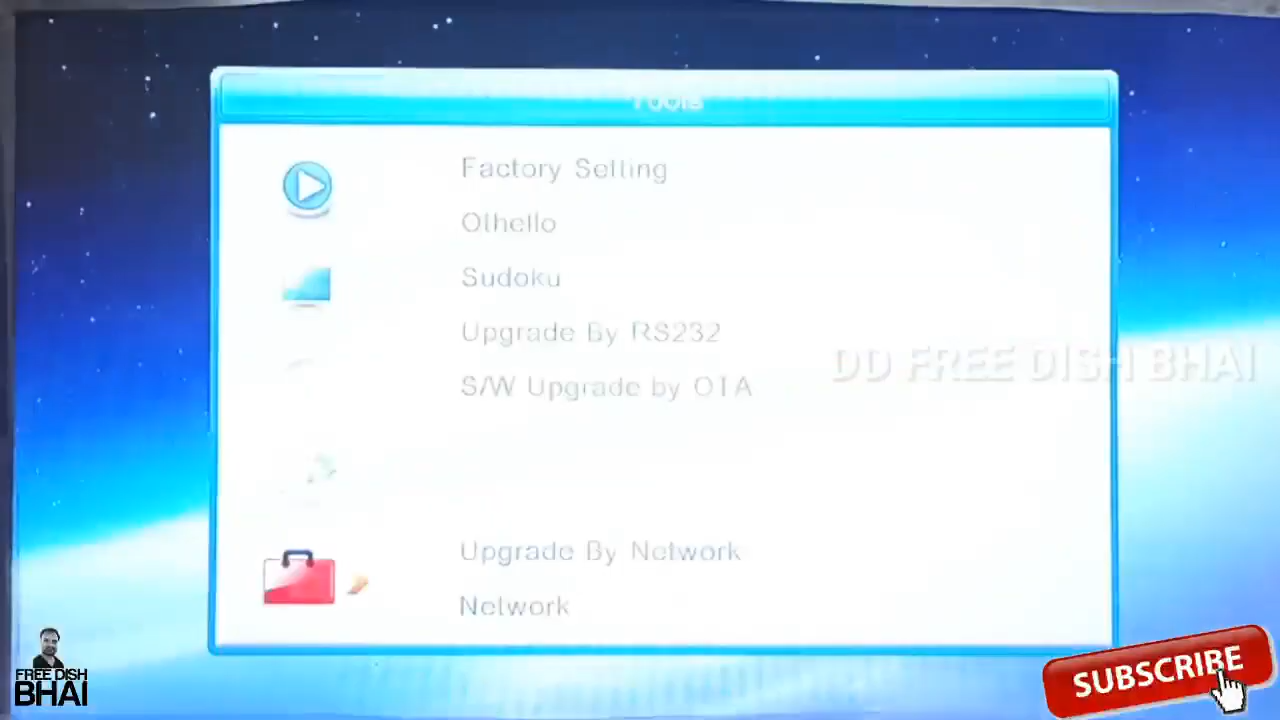 Tools
Factory Setting
Othello
Sudoku
Upgrade By RS232
DD FREE DISH BHAI
S/W Upgrade by OTA
Upgrade By Network
Network
FREE DISH
BHAI
SUBSCRIBE